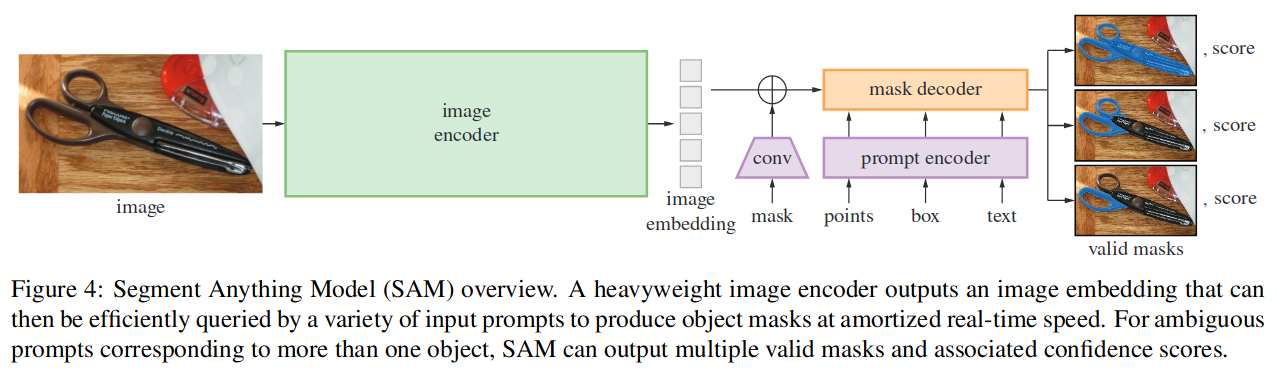 image
encoder
mask decoder
conv
prompt encoder
image
image
embedding
mask
points
box
text
, score
, score
, score
valid masks
Figure 4: Segment Anything Model (SAM) overview. A heavyweight image encoder outputs an image embedding that can
then be efficiently queried by a variety of input prompts to produce object masks at amortized real-time speed. For ambiguous
prompts corresponding to more than one object, SAM can output multiple valid masks and associated confidence scores.